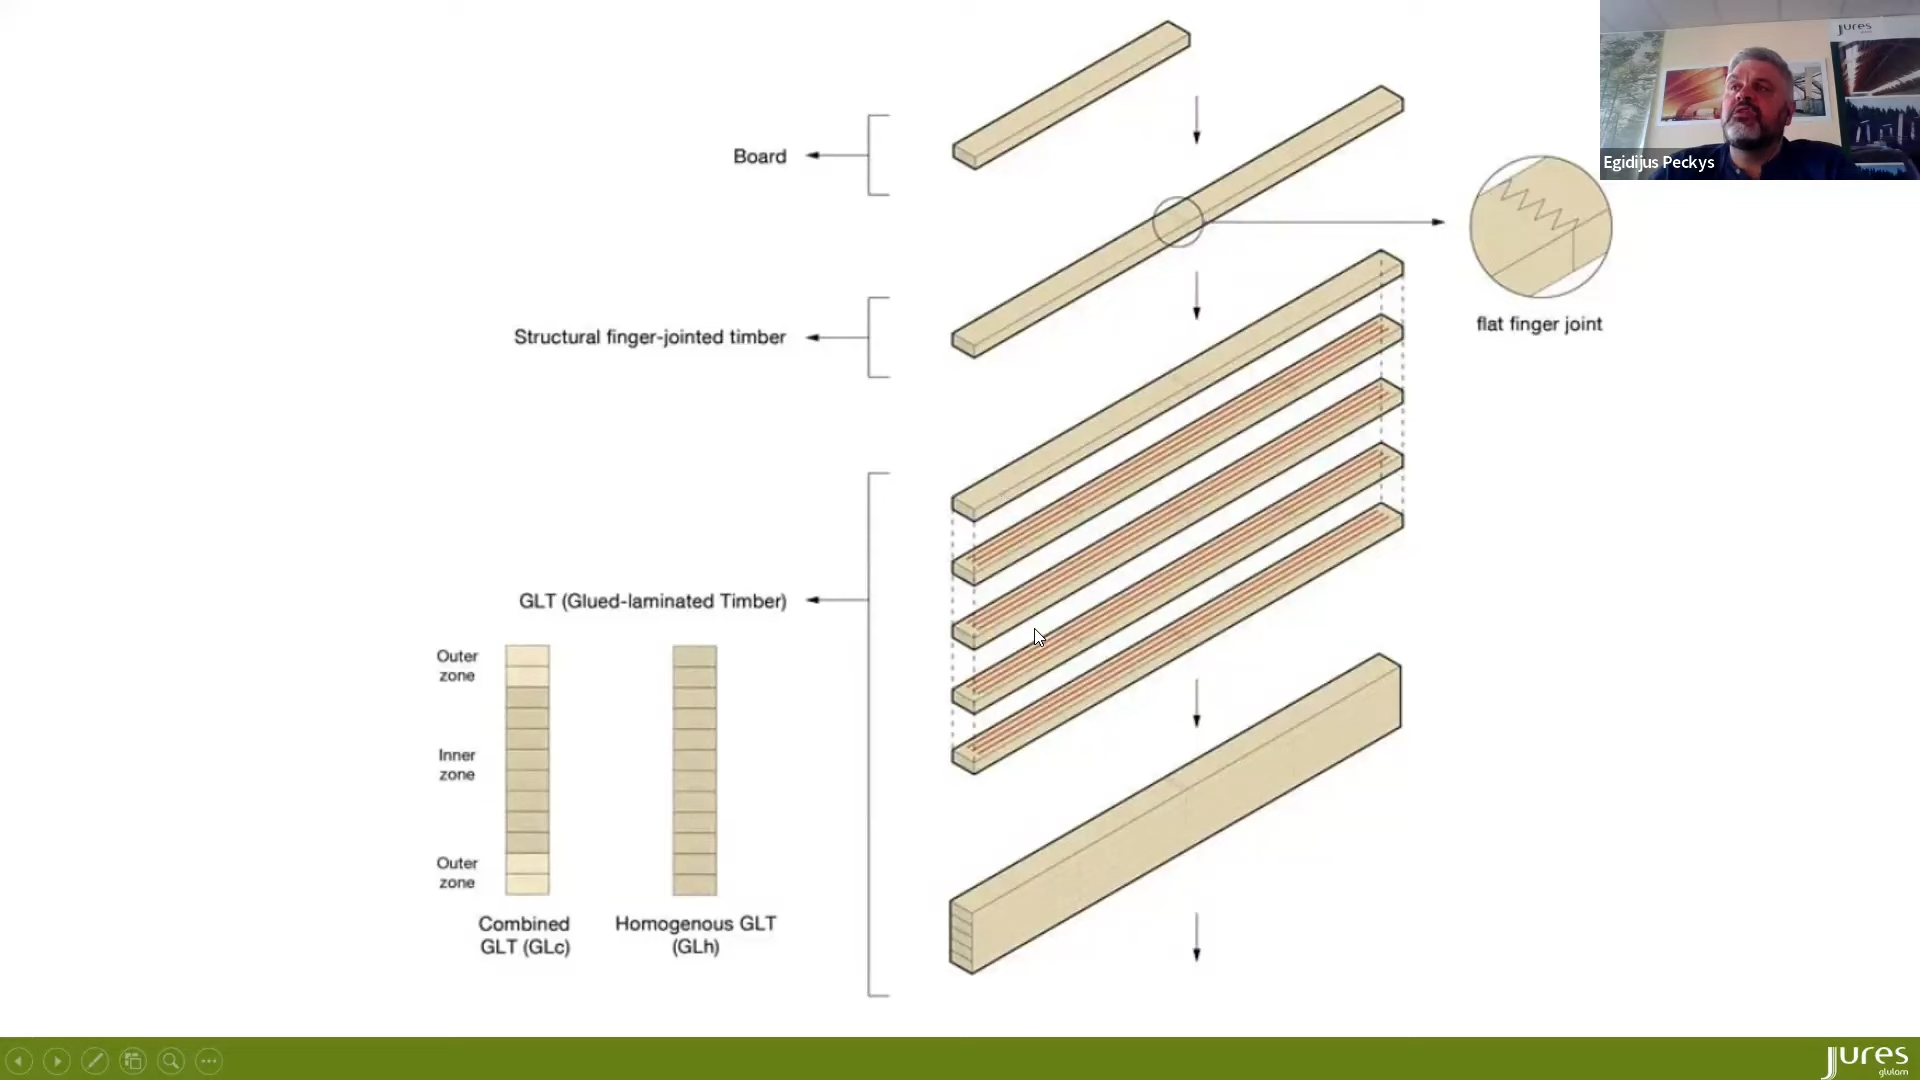 jures
Egidijus Peckys
Board
flat finger joint
Structural finger-jointed timber
GLT (Glued-laminated Timber)
Outer
zone
Inner
zone
Outer
zone
Combined
GLT (GLc)
Homogenous GLT
(GLh)
jures
glulam